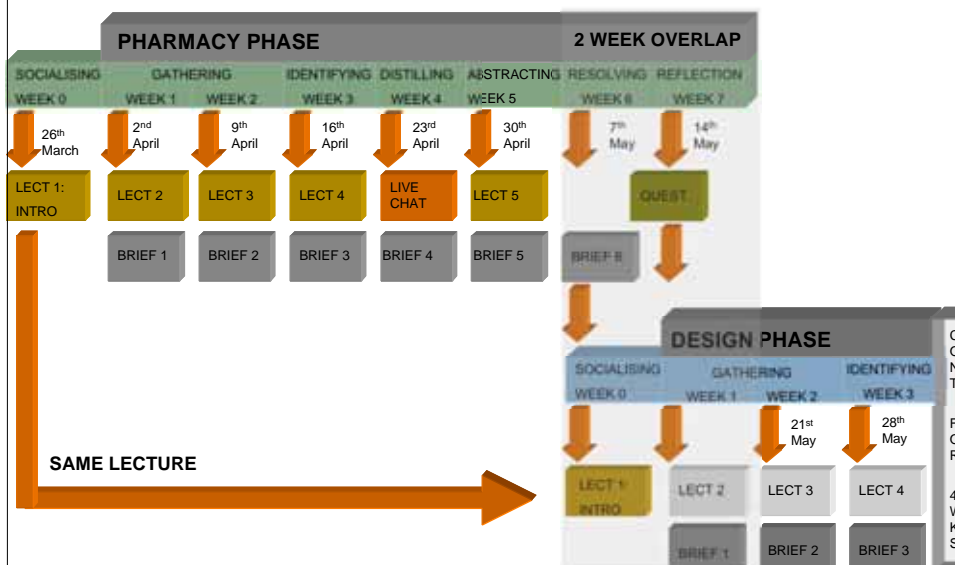 PHARMACY PHASE
2 WEEK OVERLAP
SOCIALISING GATHERING IDENTIFYING DISTILLING ABSTRACTING RESOLVING REFLECTION
WEEK 0 WEEK 1 WEEK 2 WEEK 3 WEEK 4 WEEK 5 WEEK 6 WEEK 7
26th 2nd 9th 16th 23rd 30th 7th 14th
March April April April April April May May
LECT 1:
INTRO
LECT 2
LECT 3
LECT 4
LIVE
CHAT
LECT 5
QUEST.
BRIEF 1
BRIEF 2
BRIEF 3
BRIEF 4
BRIEF 5
BRIEF 6
DESIGN PHASE
SOCIALISING GATHERING IDENTIFYING
WEEK 0 WEEK 1 WEEK 2 WEEK 3
21st 28th
May May
SAME LECTURE
LECT 1:
INTRO
LECT 2
LECT 3
LECT 4
BRIEF 1
BRIEF 2
BRIEF 3
C
O
N
T
F
O
R
4
W
K
S